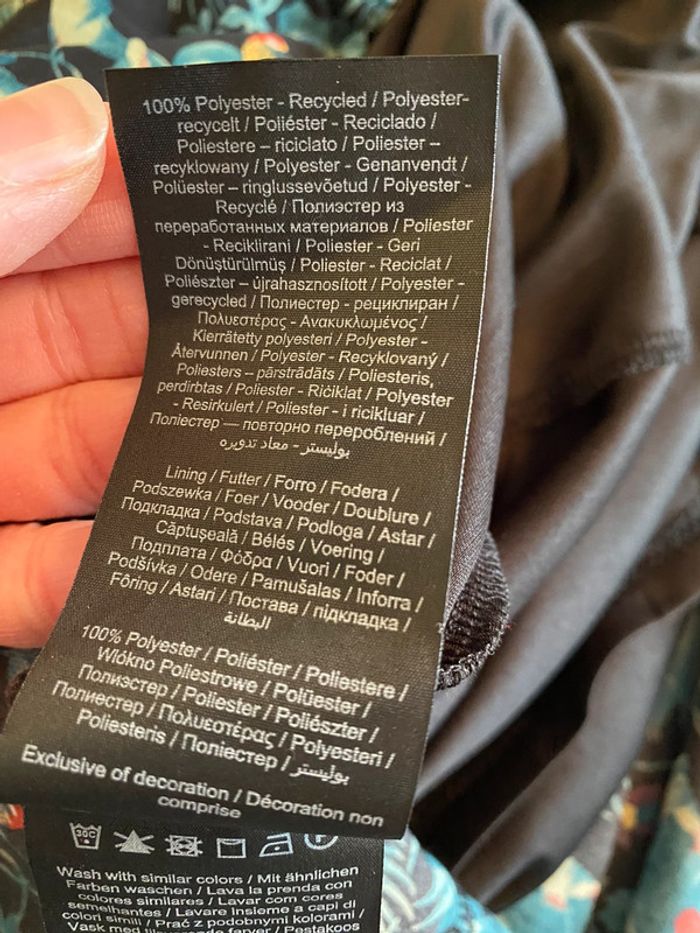 100% Polyester - Recycled / Polyester-
recycelt / Poliéster - Reciclado /
Poliestere – riciclato / Poliester –
recyklowany / Polyester - Genanvendt /
Polüester – ringlussevõetud / Polyester -
Recyclé / Полиэстер из
переработанных материалов / Poliester
- Reciklirani / Poliester - Geri
Dönüştürülmüş / Poliester - Reciclat /
Poliészter – újrahasznosított / Polyester -
gerecycled / Полиестер - рециклиран /
Πολυεστέρας - Ανακυκλωμένος /
Kierrätetty polyesteri / Polyester -
Återvunnen / Polyester - Recyklovaný /
Poliesters – pārstrādāts / Poliesteris,
perdirbtas / Poliester - Riċiklat / Polyester
- Resirkulert / Poliester - i ricikluar /
Поліестер — повторно перероблений /
بوليستر - معاد تدويره
Lining / Futter / Forro / Fodera /
Podszewka / Foer / Vooder / Doublure /
Подкладка / Podstava / Podloga / Astar /
Căptușeală / Bélés / Voering /
Подплата / Φόδρα / Vuori / Foder /
Podšívka / Odere / Pamušalas / Inforra /
Fôring / Astari / Постава / підкладка /
البطانة
100% Polyester / Poliéster / Poliestere /
Włókno Poliestrowe / Polüester /
Полиэстер / Poliester / Poliészter /
Полиестер / Πολυεστέρας / Polyesteri /
Poliesteris / Поліестер / بوليستر
Exclusive of decoration / Décoration non
comprise
30C
Wash with similar colors / Mit ähnlichen
Farben waschen / Lava la prenda con
colores similares / Lavar com cores
semelhantes / Lavare insieme a capi di
colori simili / Prać z podobnymi kolorami /
Vask med farver / Pestakoos